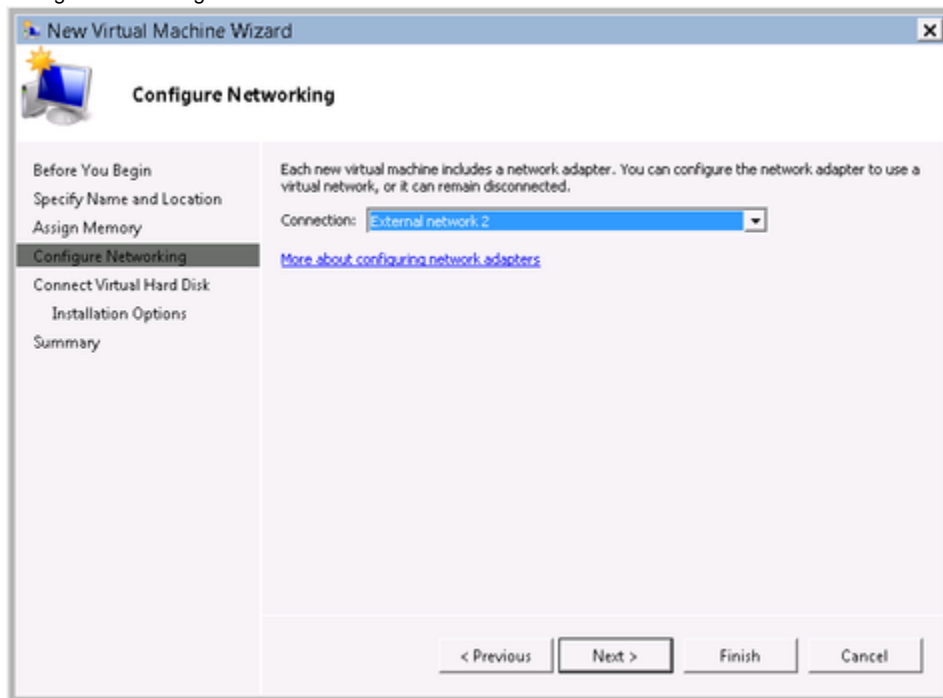 New Virtual Machine Wizard
Configure Networking
Before You Begin
Specify Name and Location
Assign Memory
Configure Networking
Connect Virtual Hard Disk
Installation Options
Summary
Each new virtual machine includes a network adapter. You can configure the network adapter to use a
virtual network, or it can remain disconnected.
Connection: External network 2
More about configuring network adapters
< Previous Next > Finish Cancel